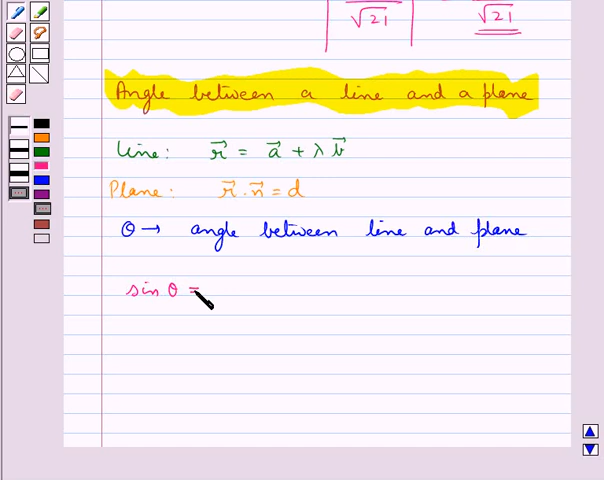 √21 √21
Angle between a line and a plane
Line: r⃗ = a⃗ + λ b⃗
Plane: r⃗ . n⃗ = d
θ → angle between line and plane
sin θ =